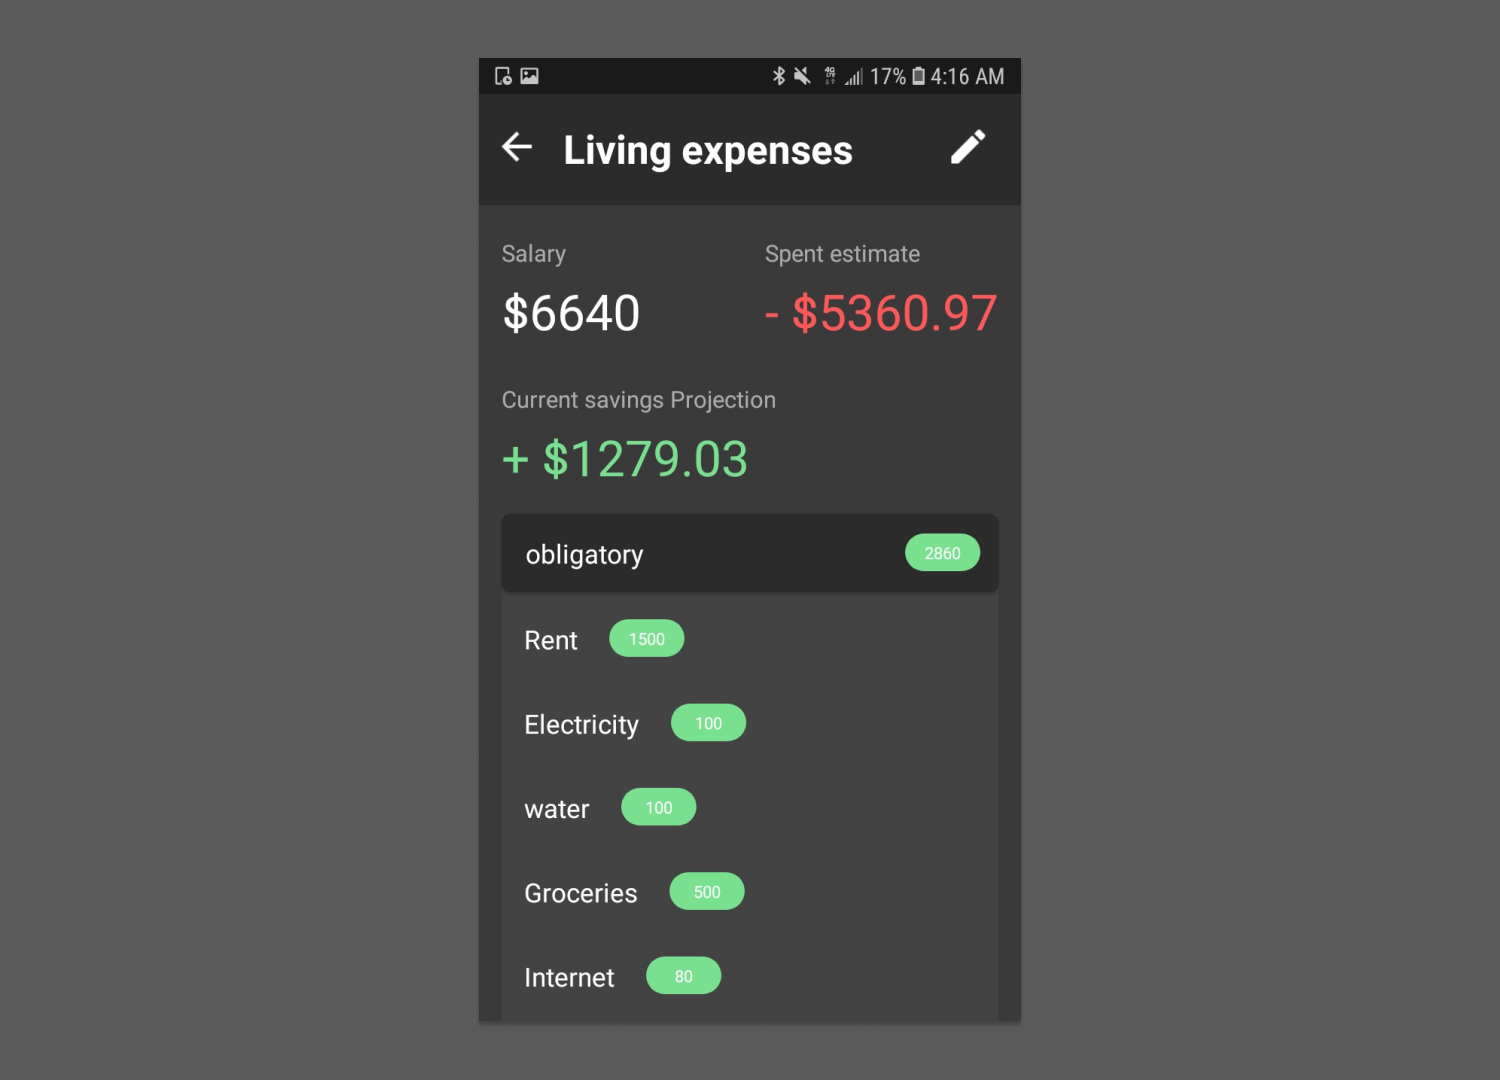 17% 4:16 AM
Living expenses
Salary Spent estimate
$6640 - $5360.97
Current savings Projection
+ $1279.03
obligatory 2860
Rent 1500
Electricity 100
water 100
Groceries 500
Internet 80